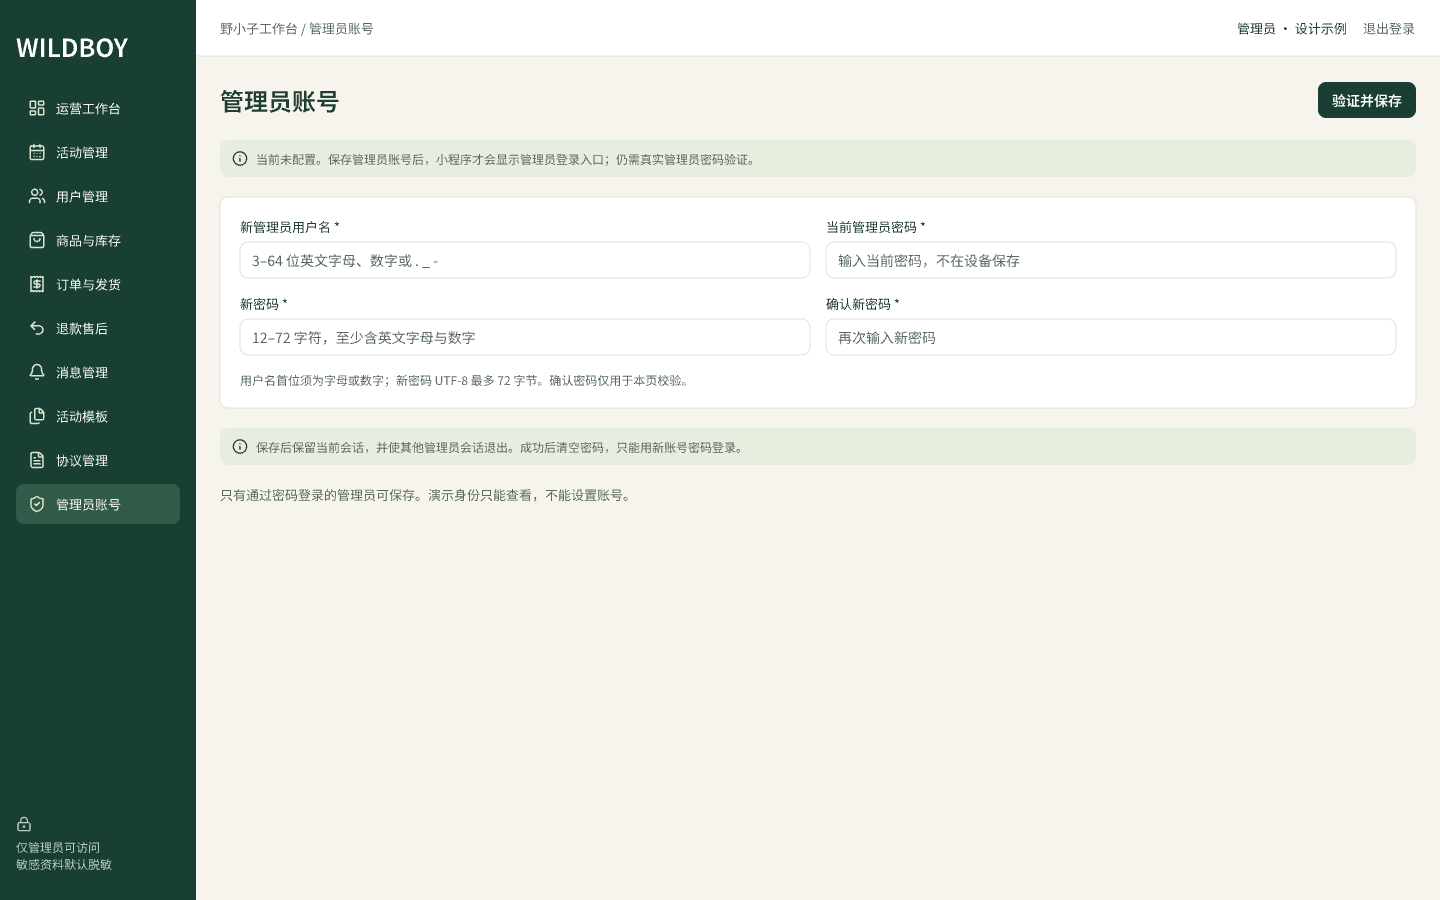 WILDBOY
运营工作台
活动管理
用户管理
商品与库存
订单与发货
退款售后
消息管理
活动模板
协议管理
管理员账号
仅管理员可访问
敏感资料默认脱敏
野小子工作台 / 管理员账号
管理员 · 设计示例
退出登录
管理员账号
验证并保存
当前未配置。保存管理员账号后，小程序才会显示管理员登录入口；仍需真实管理员密码验证。
新管理员用户名 *
3–64 位英文字母、数字或 . _ -
当前管理员密码 *
输入当前密码，不在设备保存
新密码 *
12–72 字符，至少含英文字母与数字
确认新密码 *
再次输入新密码
用户名首位须为字母或数字；新密码 UTF-8 最多 72 字节。确认密码仅用于本页校验。
保存后保留当前会话，并使其他管理员会话退出。成功后清空密码，只能用新账号密码登录。
只有通过密码登录的管理员可保存。演示身份只能查看，不能设置账号。